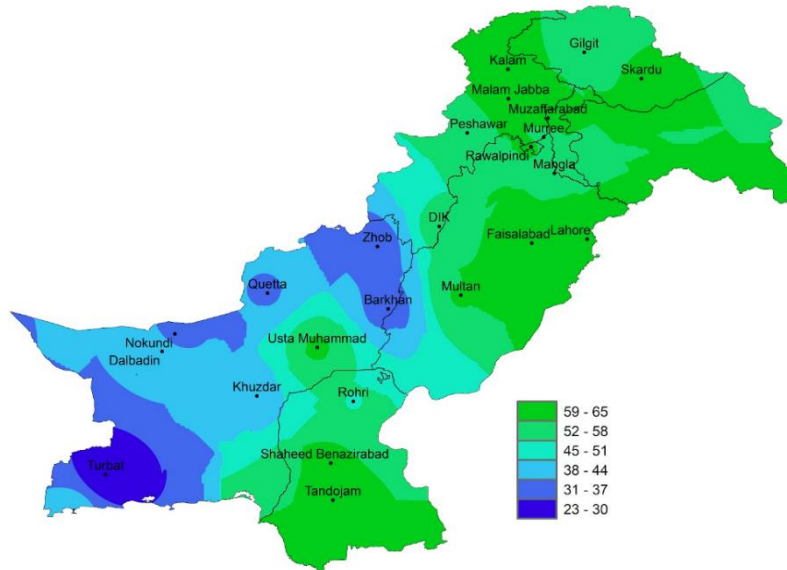 Gilgit
Kalam
Skardu
Malam Jabba
Muzaffarabad
Peshawar
Murree
Rawalpindi
Mangla
DIK
Zhob
Faisalabad
Lahore
Quetta
Multan
Barkhan
Usta Muhammad
Nokundi
Dalbadin
Khuzdar
Rohri
59 - 65
52 - 58
45 - 51
38 - 44
31 - 37
23 - 30
Shaheed Benazirabad
Turbat
Tandojam